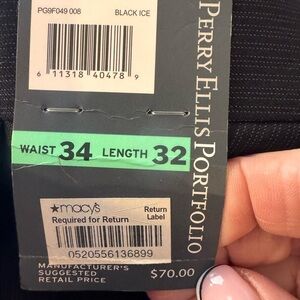 PG9F049 008 BLACK ICE
6 11318 40478 9
PERRY ELLIS PORTFOLIO
WAIST 34 LENGTH 32
★macy's Return
Required for Return Label
0520556136899
MANUFACTURER'S
SUGGESTED
RETAIL PRICE $70.00